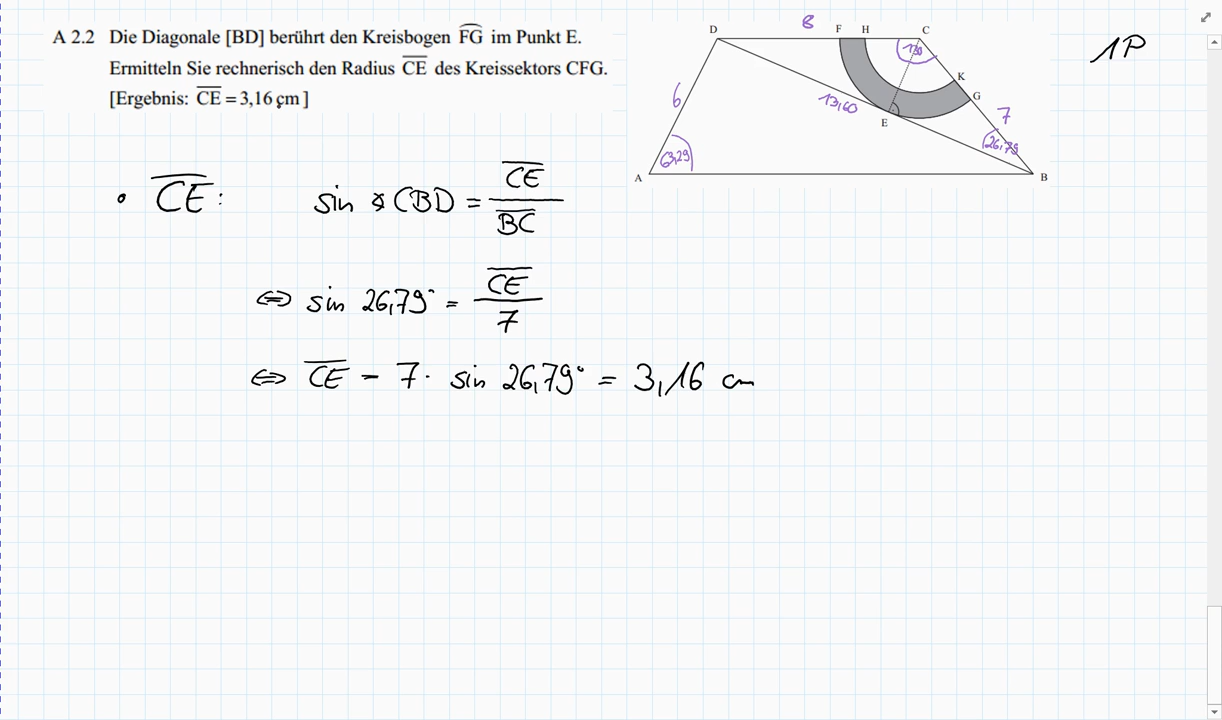 A 2.2 Die Diagonale [BD] berührt den Kreisbogen FG im Punkt E.
Ermitteln Sie rechnerisch den Radius CE des Kreissektors CFG.
[Ergebnis: CE = 3,16 cm ]
1P
D 8 F H C
130
K
G
6
13,60
7
E
63,29
26,79
A
B
• CE: sin ∢ CBD = CE / BC
⇔ sin 26,79° = CE / 7
⇔ CE = 7 · sin 26,79° = 3,16 cm